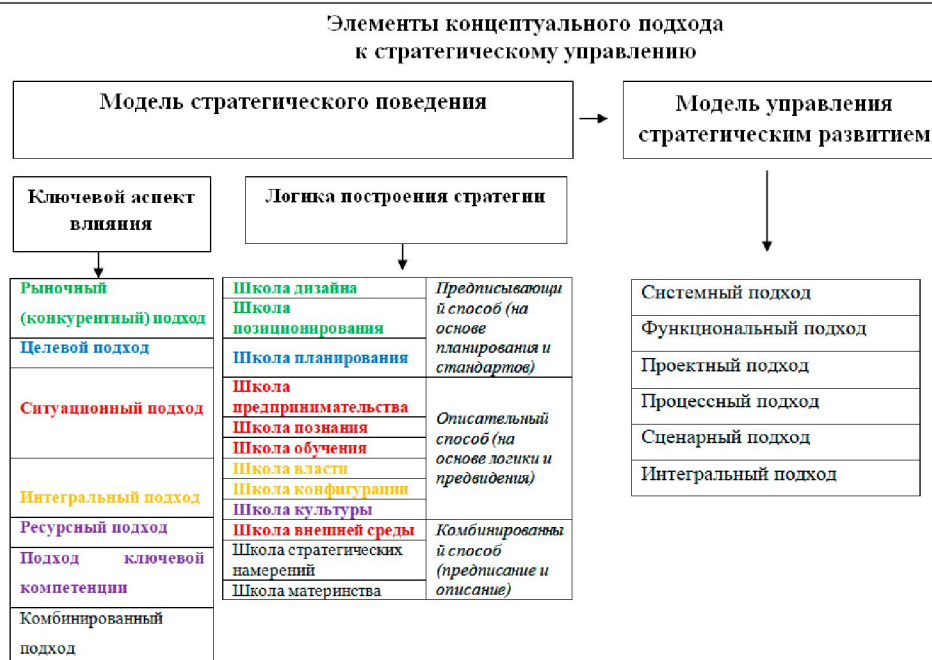 Элементы концептуального подхода
к стратегическому управлению
Модель стратегического поведения
Модель управления
стратегическим развитием
Ключевой аспект
влияния
Логика построения стратегии
Рыночный
(конкурентный) подход
Целевой подход
Ситуационный подход
Интегральный подход
Ресурсный подход
Подход ключевой
компетенции
Комбинированный
подход
Школа дизайна
Школа
позиционирования
Школа планирования
Школа
предпринимательства
Школа познания
Школа обучения
Школа власти
Школа конфигурации
Школа культуры
Школа внешней среды
Школа стратегических
намерений
Школа материнства
Предписывающи
й способ (на
основе
планирования и
стандартов)
Описательный
способ (на
основе логики и
предвидения)
Комбинированны
й способ
(предписание и
описание)
Системный подход
Функциональный подход
Проектный подход
Процессный подход
Сценарный подход
Интегральный подход